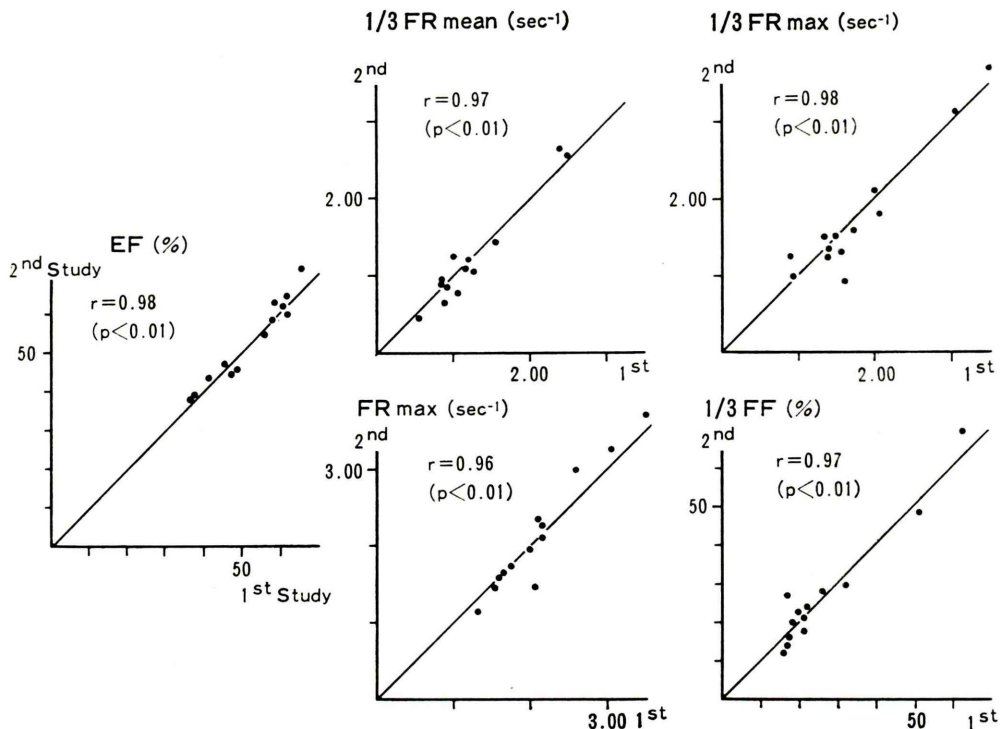 EF (%)
2nd Study
r=0.98
(p<0.01)
50
50
1st Study
1/3 FR mean (sec-1)
2nd
r=0.97
(p<0.01)
2.00
2.00
1st
1/3 FR max (sec-1)
2nd
r=0.98
(p<0.01)
2.00
2.00
1st
FR max (sec-1)
2nd
3.00
r=0.96
(p<0.01)
3.00 1st
1/3 FF (%)
2nd
r=0.97
(p<0.01)
50
50
1st